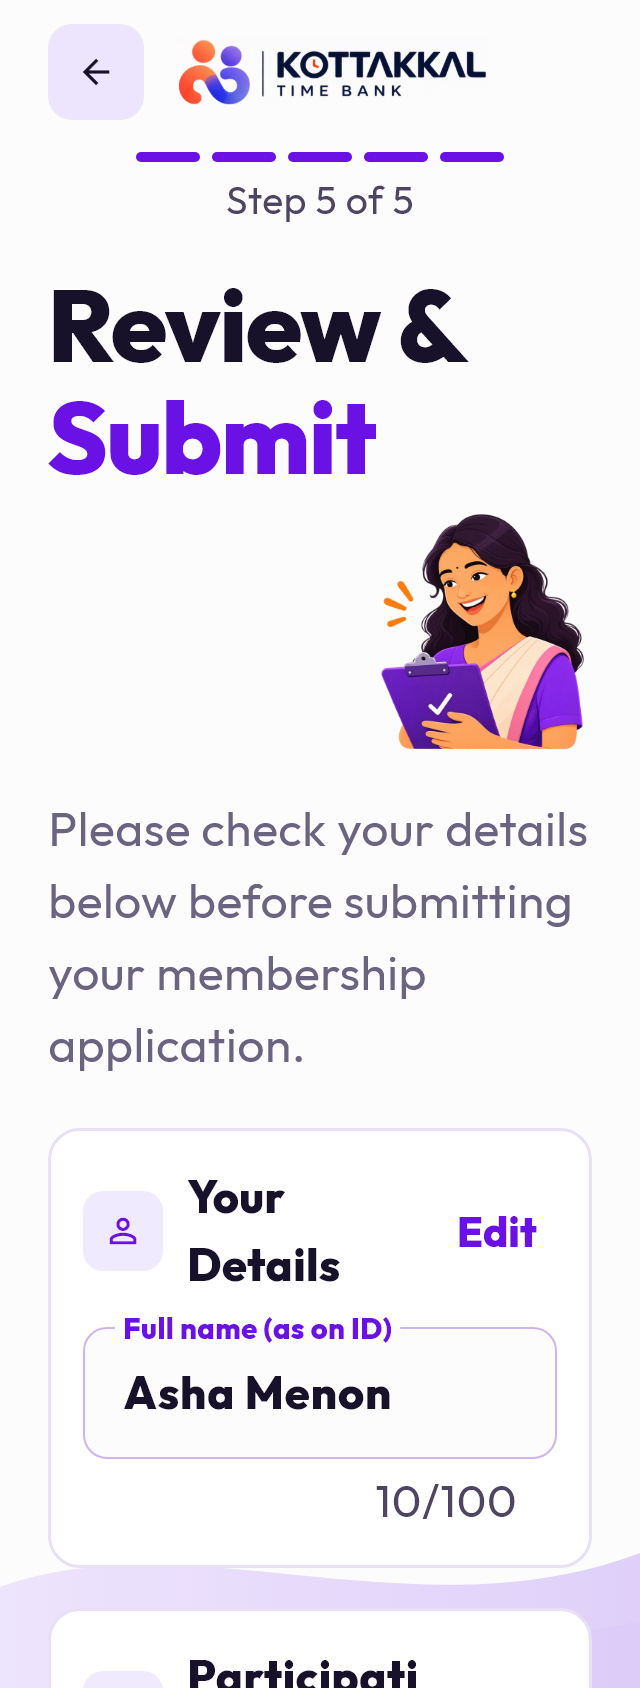 KOTTAKKAL
TIME BANK
Step 5 of 5
Review &
Submit
Please check your details
below before submitting
your membership
application.
Your
Details
Edit
Full name (as on ID)
Asha Menon
10/100
Participati